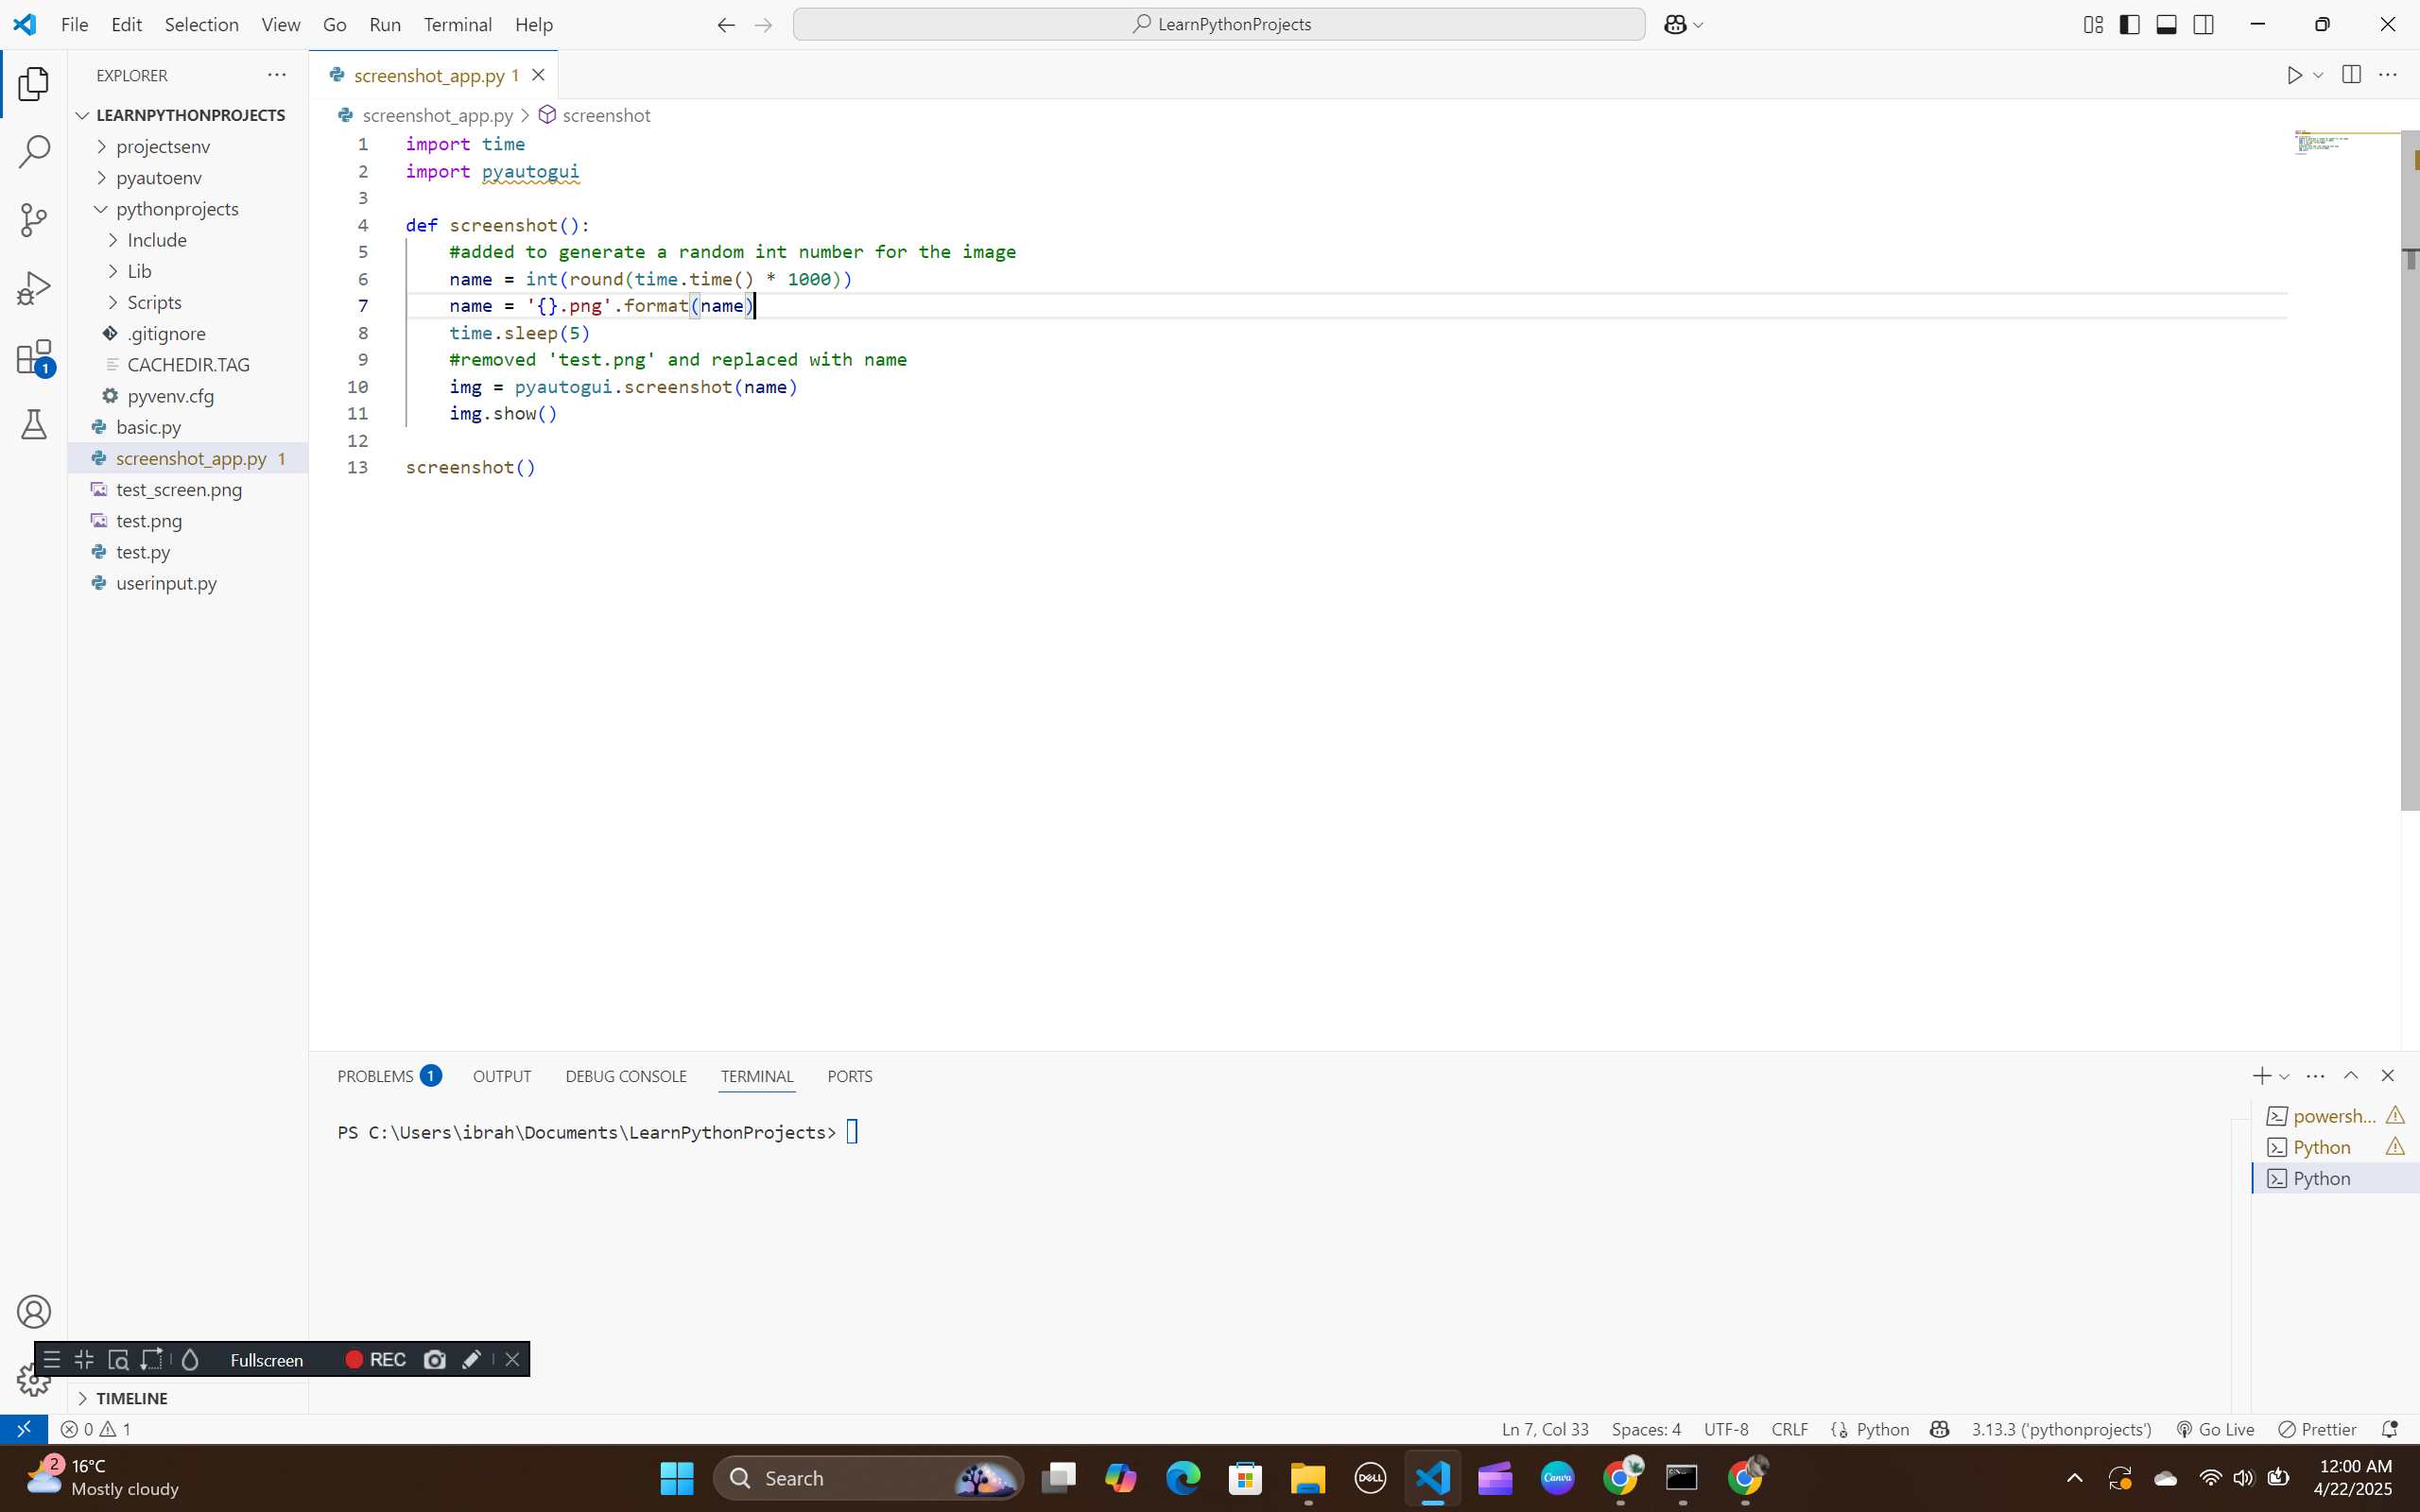 File Edit Selection View Go Run Terminal Help
LearnPythonProjects
EXPLORER
screenshot_app.py 1
LEARNPYTHONPROJECTS
projectsenv
pyautoenv
pythonprojects
Include
Lib
Scripts
.gitignore
CACHEDIR.TAG
pyvenv.cfg
basic.py
screenshot_app.py 1
test_screen.png
test.png
test.py
userinput.py
TIMELINE
1
screenshot_app.py > screenshot
1 import time
2 import pyautogui
3
4 def screenshot():
5 #added to generate a random int number for the image
6 name = int(round(time.time() * 1000))
7 name = '{}.png'.format(name)
8 time.sleep(5)
9 #removed 'test.png' and replaced with name
10 img = pyautogui.screenshot(name)
11 img.show()
12
13 screenshot()
PROBLEMS 1 OUTPUT DEBUG CONSOLE TERMINAL PORTS
PS C:\Users\ibrah\Documents\LearnPythonProjects>
powersh...
Python
Python
Fullscreen REC
0 1
Ln 7, Col 33 Spaces: 4 UTF-8 CRLF Python 3.13.3 ('pythonprojects') Go Live Prettier
2
16°C
Mostly cloudy
Search
DELL
Canva
12:00 AM
4/22/2025